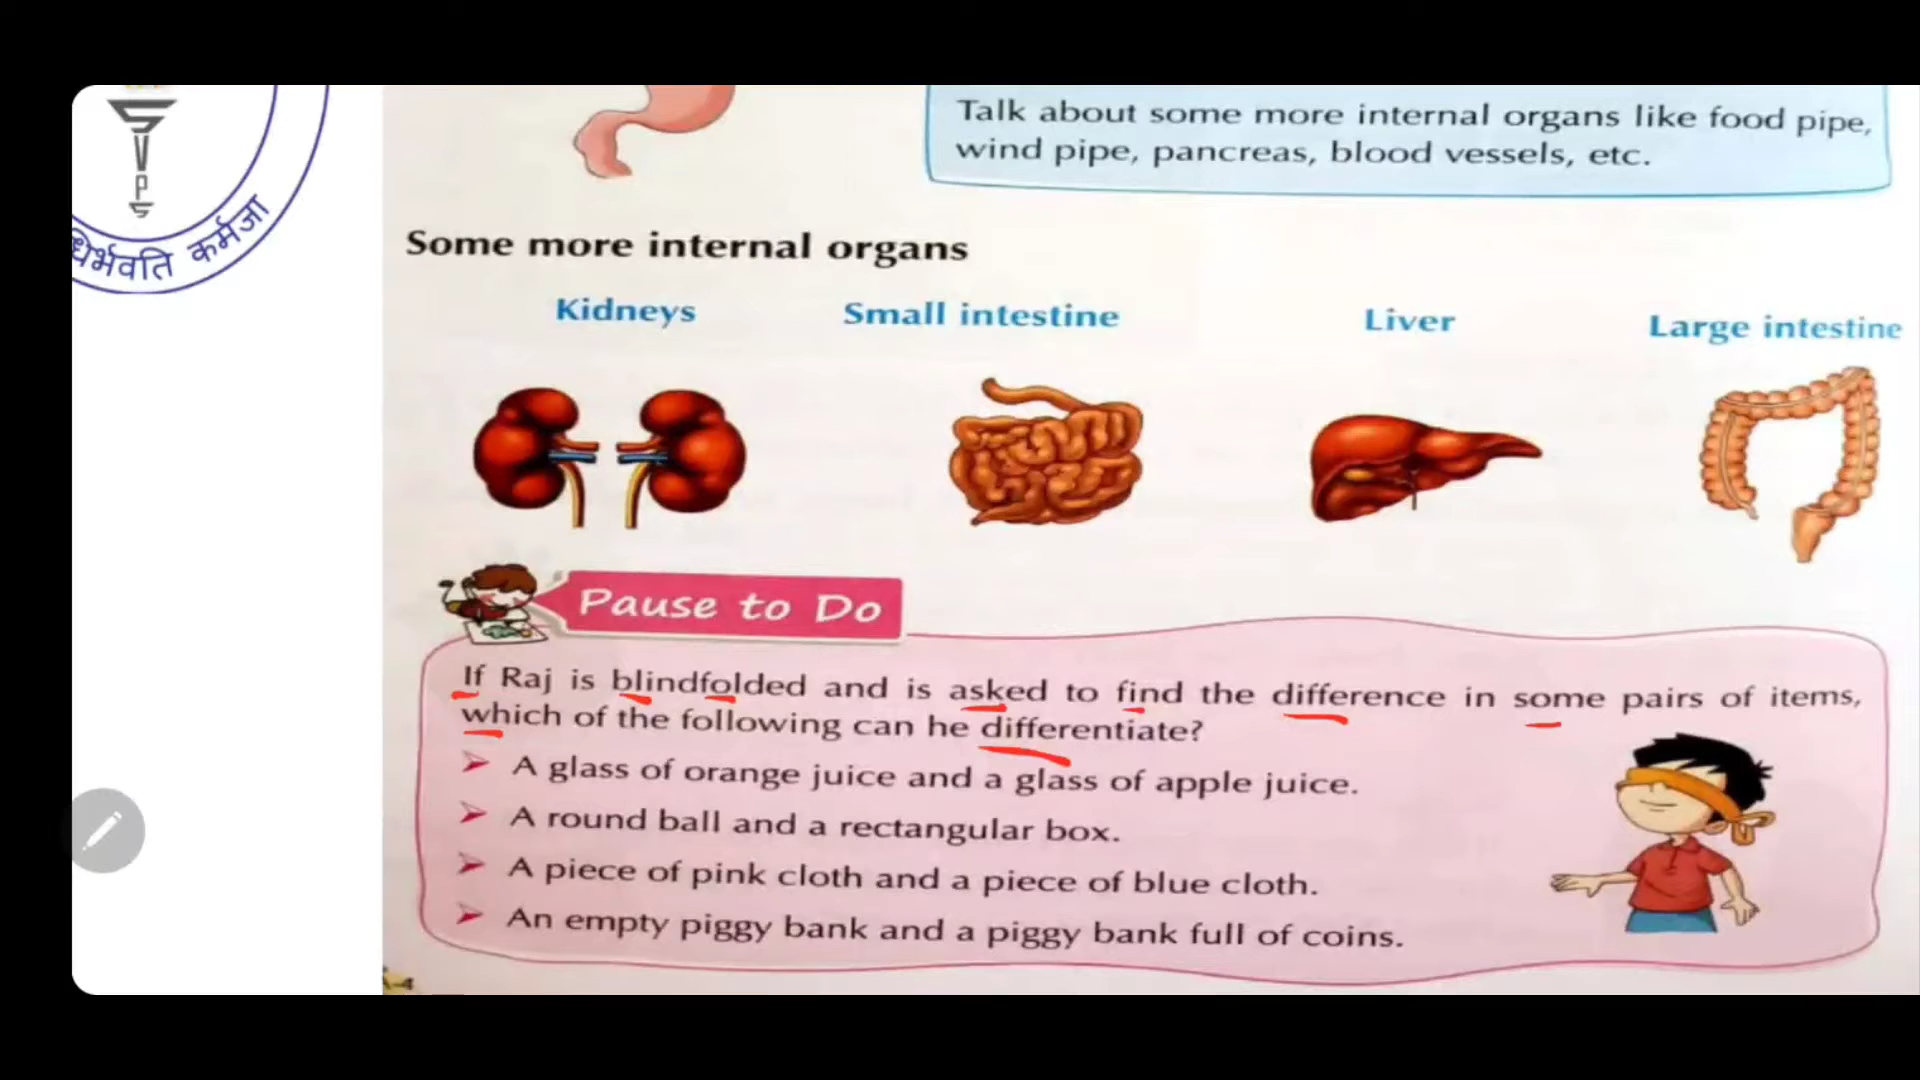 V
P
S
धिर्भवति कर्मजा
Talk about some more internal organs like food pipe,
wind pipe, pancreas, blood vessels, etc.
Some more internal organs
Kidneys Small intestine Liver Large intestine
Pause to Do
If Raj is blindfolded and is asked to find the difference in some pairs of items,
which of the following can he differentiate?
➤ A glass of orange juice and a glass of apple juice.
➤ A round ball and a rectangular box.
➤ A piece of pink cloth and a piece of blue cloth.
➤ An empty piggy bank and a piggy bank full of coins.